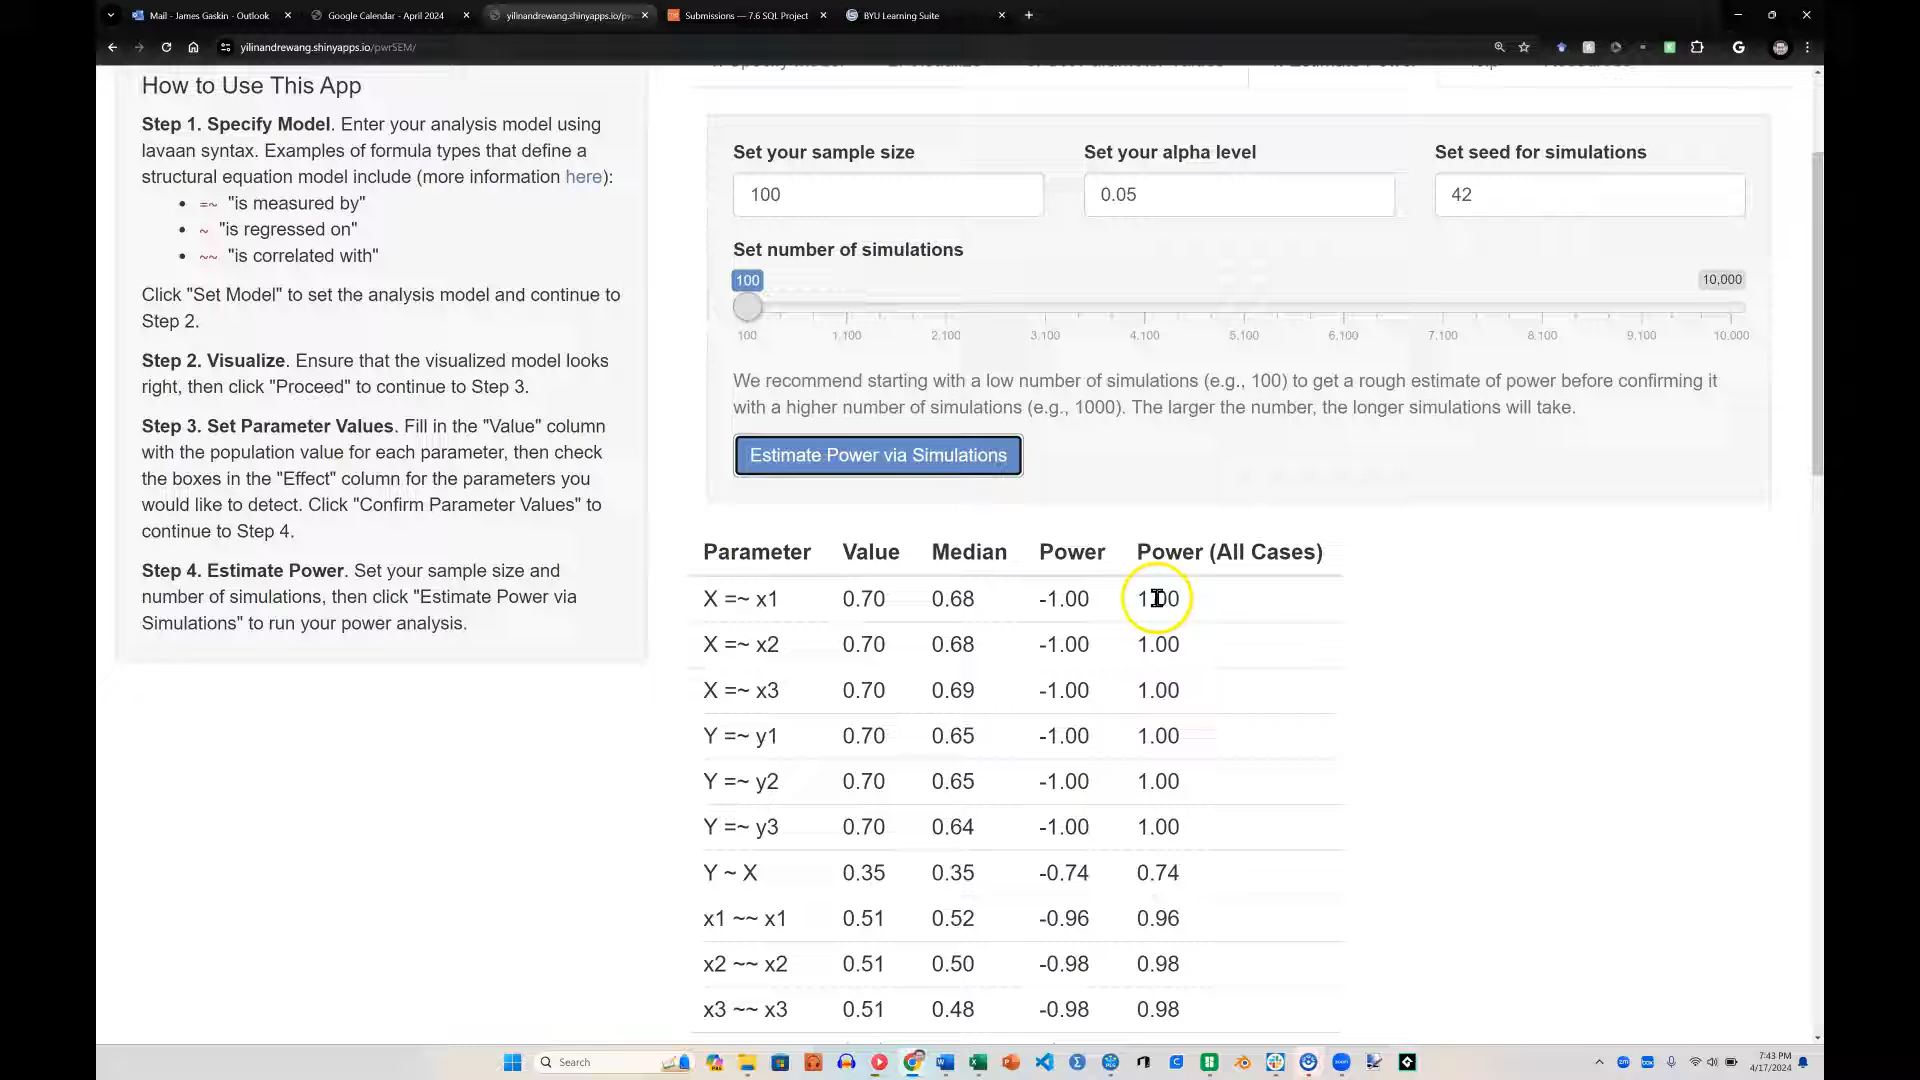 Mail - James Gaskin - Outlook
Google Calendar - April 2024
yilinandrewang.shinyapps.io/pw
Submissions — 7.6 SQL Project
BYU Learning Suite
yilinandrewang.shinyapps.io/pwrSEM/
How to Use This App
Step 1. Specify Model. Enter your analysis model using
lavaan syntax. Examples of formula types that define a
structural equation model include (more information here):
=~ "is measured by"
~ "is regressed on"
~~ "is correlated with"
Click "Set Model" to set the analysis model and continue to
Step 2.
Step 2. Visualize. Ensure that the visualized model looks
right, then click "Proceed" to continue to Step 3.
Step 3. Set Parameter Values. Fill in the "Value" column
with the population value for each parameter, then check
the boxes in the "Effect" column for the parameters you
would like to detect. Click "Confirm Parameter Values" to
continue to Step 4.
Step 4. Estimate Power. Set your sample size and
number of simulations, then click "Estimate Power via
Simulations" to run your power analysis.
Set your sample size
100
Set your alpha level
0.05
Set seed for simulations
42
Set number of simulations
100
10,000
100 1,100 2,100 3,100 4,100 5,100 6,100 7,100 8,100 9,100 10,000
We recommend starting with a low number of simulations (e.g., 100) to get a rough estimate of power before confirming it
with a higher number of simulations (e.g., 1000). The larger the number, the longer simulations will take.
Estimate Power via Simulations
Parameter Value Median Power Power (All Cases)
X =~ x1 0.70 0.68 -1.00 1.00
X =~ x2 0.70 0.68 -1.00 1.00
X =~ x3 0.70 0.69 -1.00 1.00
Y =~ y1 0.70 0.65 -1.00 1.00
Y =~ y2 0.70 0.65 -1.00 1.00
Y =~ y3 0.70 0.64 -1.00 1.00
Y ~ X 0.35 0.35 -0.74 0.74
x1 ~~ x1 0.51 0.52 -0.96 0.96
x2 ~~ x2 0.51 0.50 -0.98 0.98
x3 ~~ x3 0.51 0.48 -0.98 0.98
Search
7:43 PM
4/17/2024